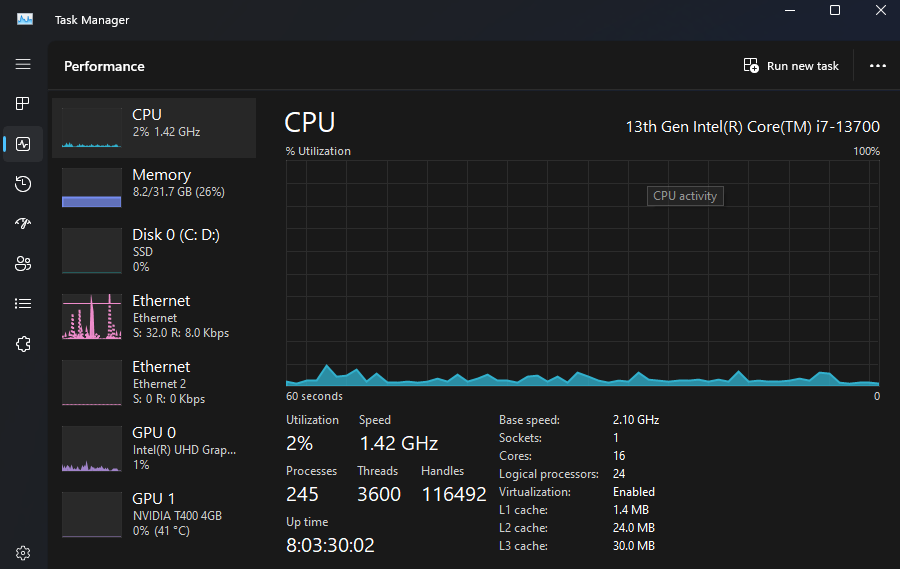 Task Manager
Performance
Run new task
CPU
2% 1.42 GHz
Memory
8.2/31.7 GB (26%)
Disk 0 (C: D:)
SSD
0%
Ethernet
Ethernet
S: 32.0 R: 8.0 Kbps
Ethernet
Ethernet 2
S: 0 R: 0 Kbps
GPU 0
Intel(R) UHD Grap...
1%
GPU 1
NVIDIA T400 4GB
0% (41 °C)
CPU
13th Gen Intel(R) Core(TM) i7-13700
% Utilization
100%
CPU activity
60 seconds
0
Utilization
Speed
2%
1.42 GHz
Processes
Threads
Handles
245
3600
116492
Up time
8:03:30:02
Base speed: 2.10 GHz
Sockets: 1
Cores: 16
Logical processors: 24
Virtualization: Enabled
L1 cache: 1.4 MB
L2 cache: 24.0 MB
L3 cache: 30.0 MB